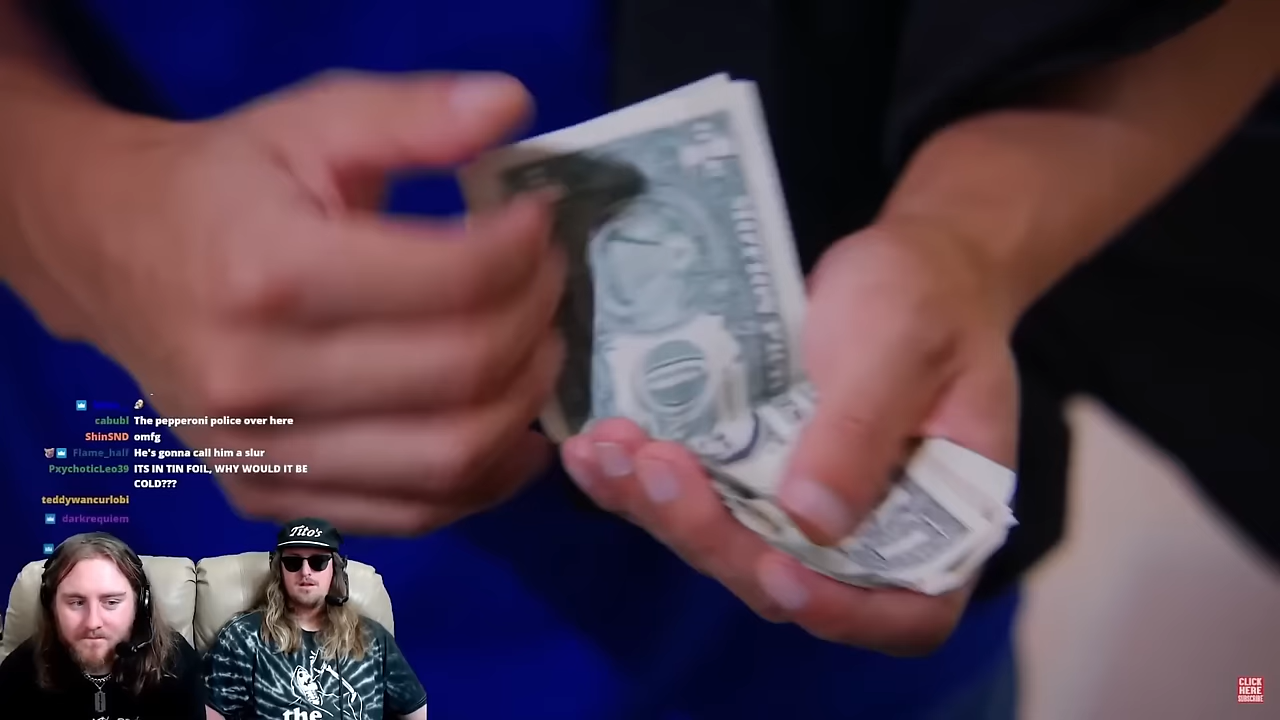 cabubl The pepperoni police over here
ShinSND omfg
Flame_half He's gonna call him a slur
PxychoticLeo39 ITS IN TIN FOIL, WHY WOULD IT BE
COLD???
teddywancurlobi
darkrequiem
Tito's
the
CLICK
HERE
SUBSCRIBE